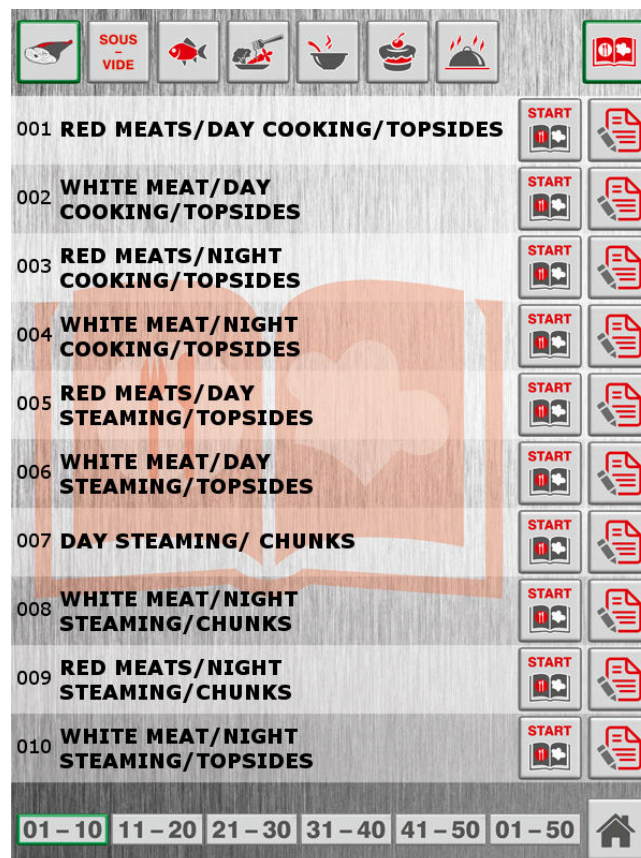 SOUS
–
VIDE
001 RED MEATS/DAY COOKING/TOPSIDES START
002 WHITE MEAT/DAY
COOKING/TOPSIDES START
003 RED MEATS/NIGHT
COOKING/TOPSIDES START
004 WHITE MEAT/NIGHT
COOKING/TOPSIDES START
005 RED MEATS/DAY
STEAMING/TOPSIDES START
006 WHITE MEAT/DAY
STEAMING/TOPSIDES START
007 DAY STEAMING/ CHUNKS START
008 WHITE MEAT/NIGHT
STEAMING/CHUNKS START
009 RED MEATS/NIGHT
STEAMING/CHUNKS START
010 WHITE MEAT/NIGHT
STEAMING/TOPSIDES START
01 – 10 11 – 20 21 – 30 31 – 40 41 – 50 01 – 50